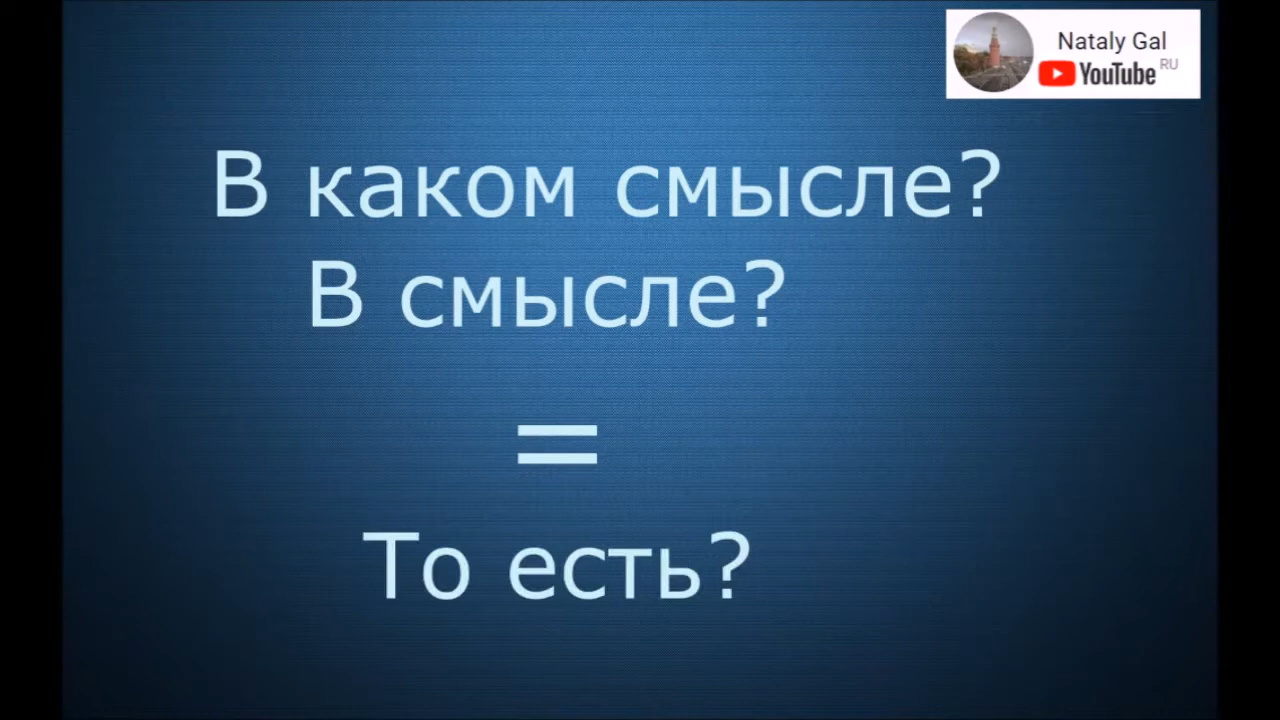 Nataly Gal
YouTube RU
В каком смысле?
В смысле?
=
То есть?